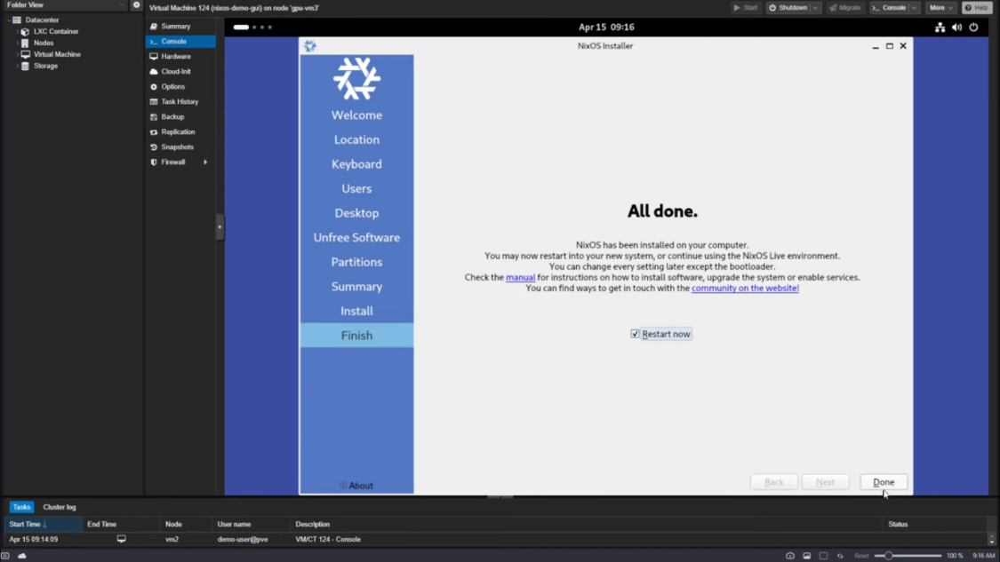 Folder View
Virtual Machine 124 (nixos-demo-gui) on node 'gpu-vm3'
Start
Shutdown
Migrate
Console
More
Help
Datacenter
LXC Container
Nodes
Virtual Machine
Storage
Summary
Console
Hardware
Cloud-Init
Options
Task History
Backup
Replication
Snapshots
Firewall
Apr 15 09:16
NixOS Installer
Welcome
Location
Keyboard
Users
Desktop
Unfree Software
Partitions
Summary
Install
Finish
About
All done.
NixOS has been installed on your computer.
You may now restart into your new system, or continue using the NixOS Live environment.
You can change every setting later except the bootloader.
Check the manual for instructions on how to install software, upgrade the system or enable services.
You can find ways to get in touch with the community on the website!
Restart now
Back
Next
Done
Tasks
Cluster log
Start Time ↓
End Time
Node
User name
Description
Status
Apr 15 09:14:09
vm2
demo-user@pve
VM/CT 124 - Console
Reset
100 %
9:16 AM